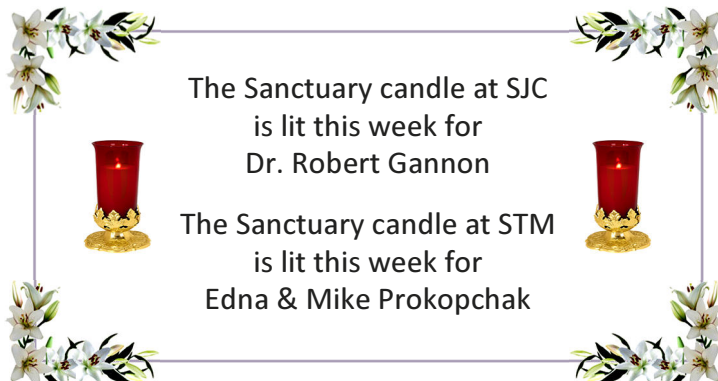 The Sanctuary candle at SJC
is lit this week for
Dr. Robert Gannon
The Sanctuary candle at STM
is lit this week for
Edna & Mike Prokopchak